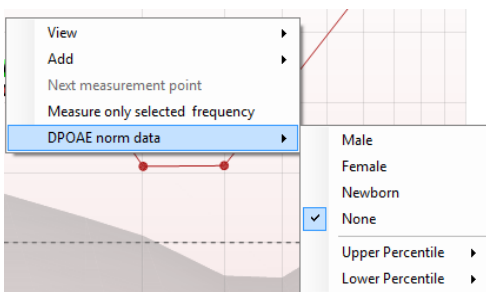 View
Add
Next measurement point
Measure only selected frequency
DPOAE norm data
Male
Female
Newborn
None
Upper Percentile
Lower Percentile